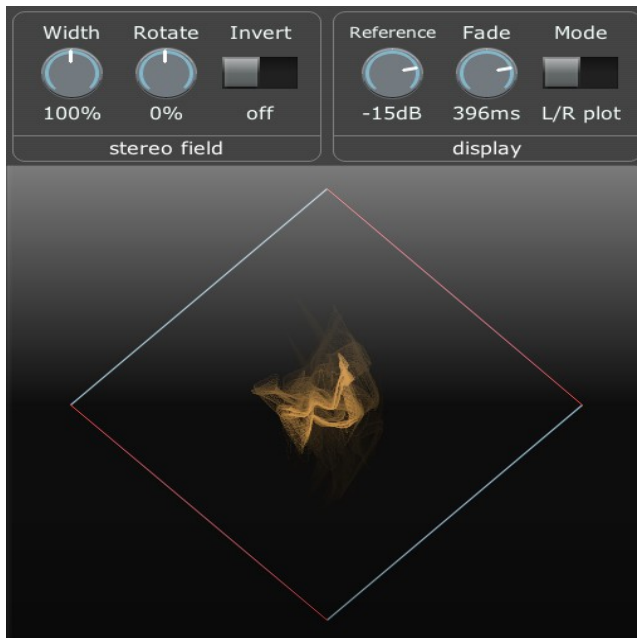 Width Rotate Invert
100% 0% off
stereo field
Reference Fade Mode
-15dB 396ms L/R plot
display